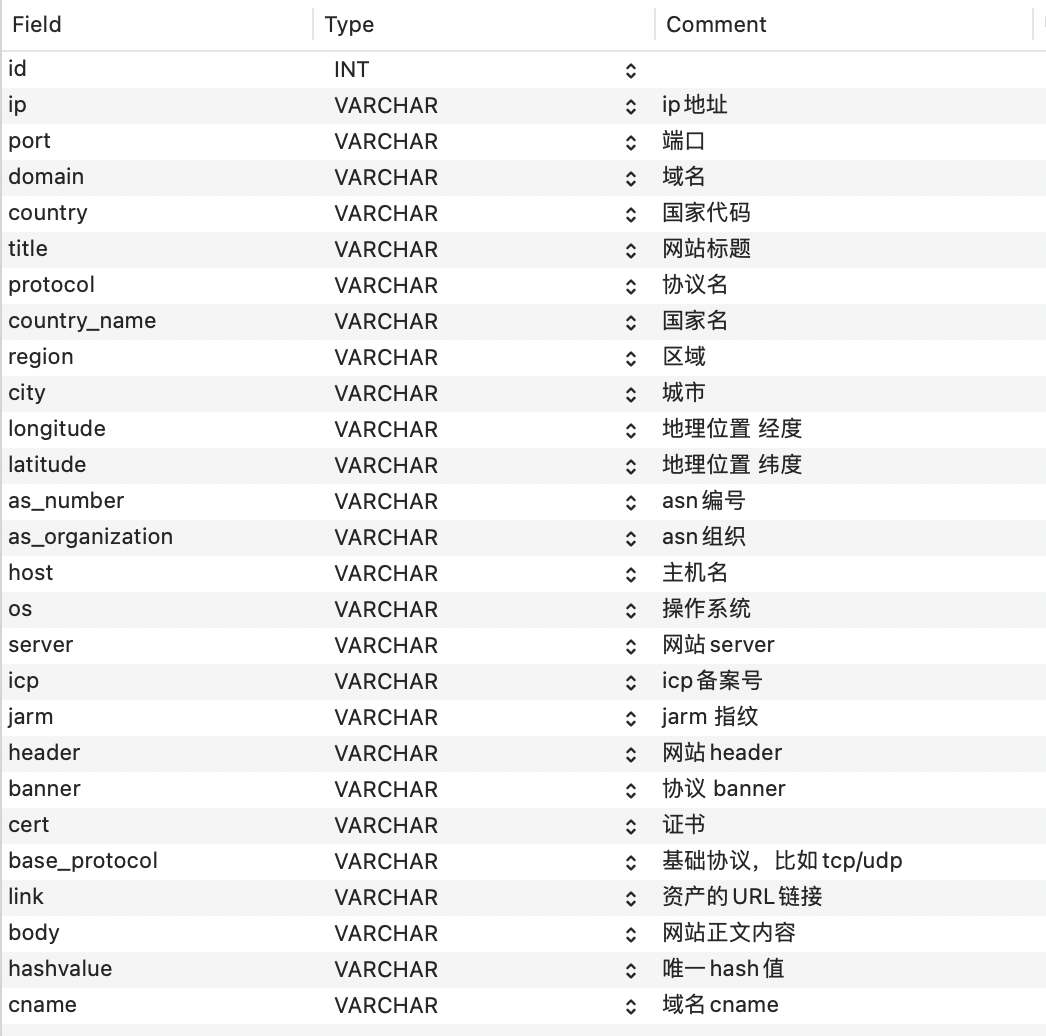 Field Type Comment
id INT
ip VARCHAR ip地址
port VARCHAR 端口
domain VARCHAR 域名
country VARCHAR 国家代码
title VARCHAR 网站标题
protocol VARCHAR 协议名
country_name VARCHAR 国家名
region VARCHAR 区域
city VARCHAR 城市
longitude VARCHAR 地理位置 经度
latitude VARCHAR 地理位置 纬度
as_number VARCHAR asn编号
as_organization VARCHAR asn组织
host VARCHAR 主机名
os VARCHAR 操作系统
server VARCHAR 网站server
icp VARCHAR icp备案号
jarm VARCHAR jarm 指纹
header VARCHAR 网站header
banner VARCHAR 协议 banner
cert VARCHAR 证书
base_protocol VARCHAR 基础协议，比如tcp/udp
link VARCHAR 资产的URL链接
body VARCHAR 网站正文内容
hashvalue VARCHAR 唯一hash值
cname VARCHAR 域名cname